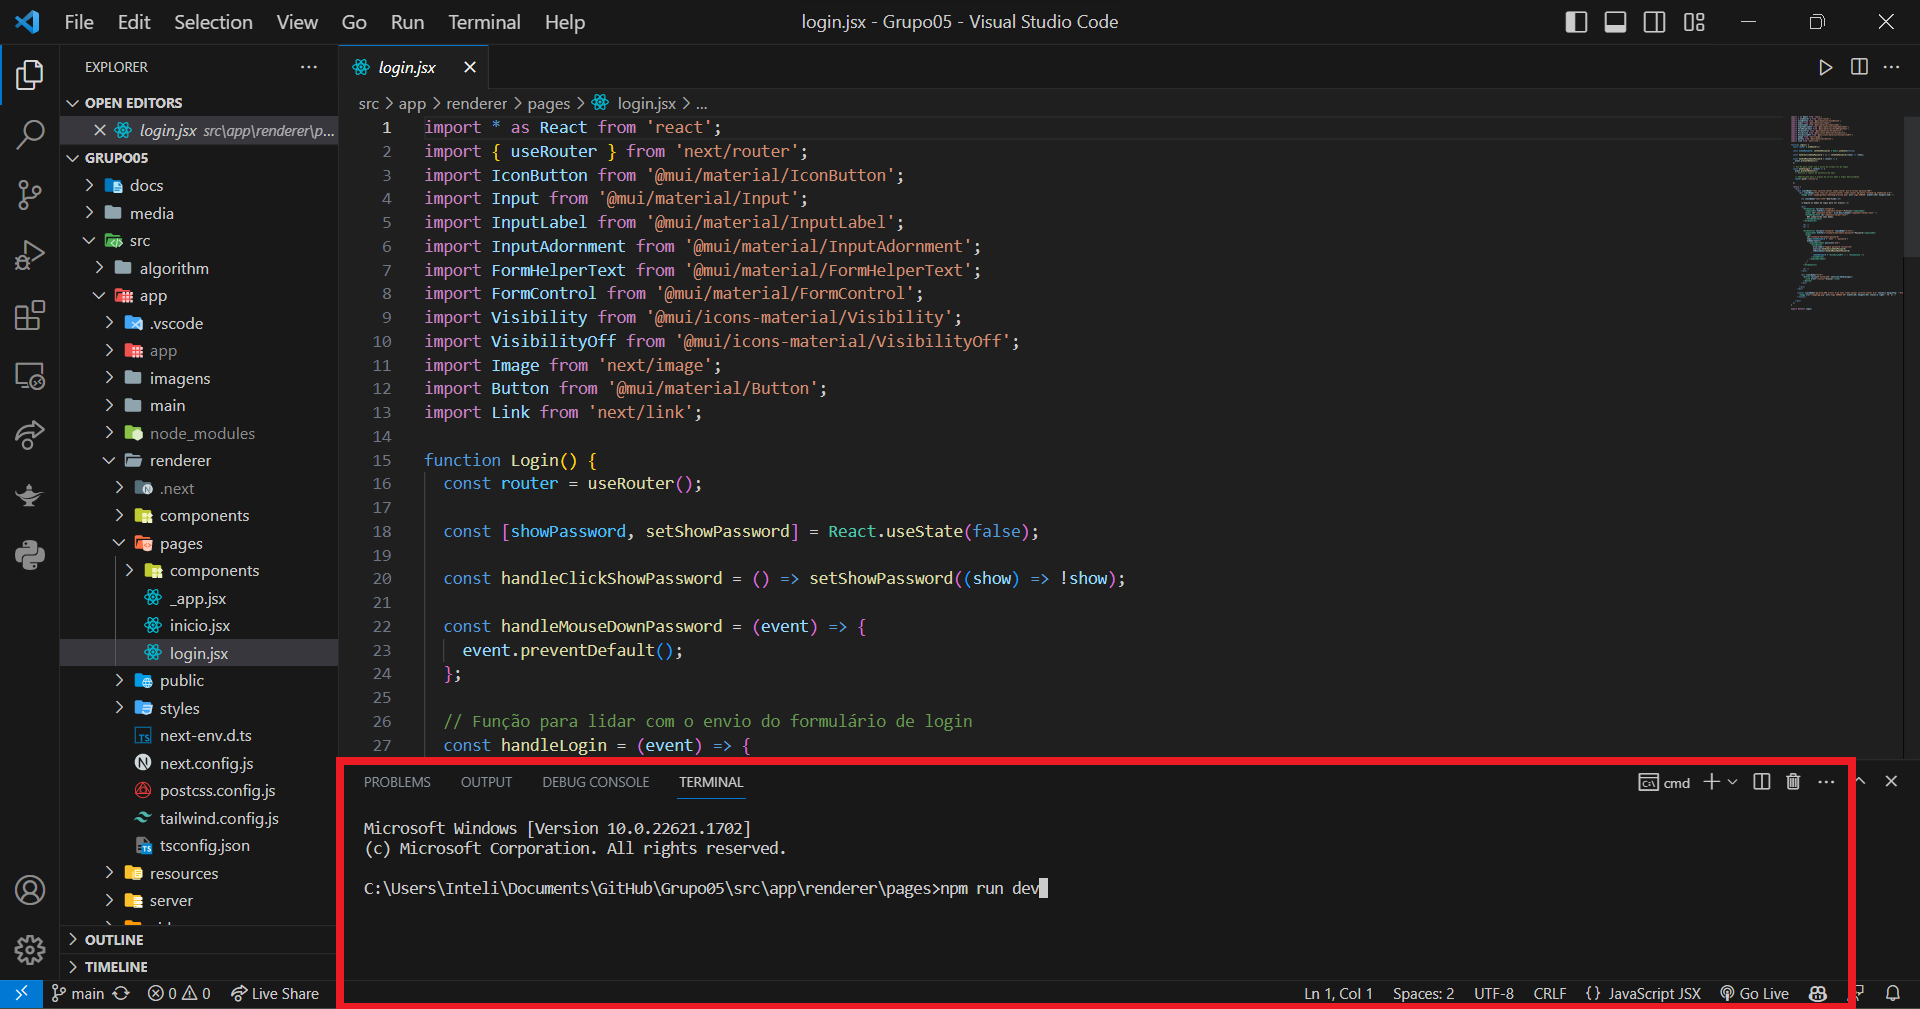 File Edit Selection View Go Run Terminal Help
login.jsx - Grupo05 - Visual Studio Code
EXPLORER
OPEN EDITORS
login.jsx src\app\renderer\p...
GRUPO05
docs
media
src
algorithm
app
.vscode
app
imagens
main
node_modules
renderer
.next
components
pages
components
_app.jsx
inicio.jsx
login.jsx
public
styles
next-env.d.ts
next.config.js
postcss.config.js
tailwind.config.js
tsconfig.json
resources
server
OUTLINE
TIMELINE
login.jsx
src > app > renderer > pages > login.jsx > ...
1 import * as React from 'react';
2 import { useRouter } from 'next/router';
3 import IconButton from '@mui/material/IconButton';
4 import Input from '@mui/material/Input';
5 import InputLabel from '@mui/material/InputLabel';
6 import InputAdornment from '@mui/material/InputAdornment';
7 import FormHelperText from '@mui/material/FormHelperText';
8 import FormControl from '@mui/material/FormControl';
9 import Visibility from '@mui/icons-material/Visibility';
10 import VisibilityOff from '@mui/icons-material/VisibilityOff';
11 import Image from 'next/image';
12 import Button from '@mui/material/Button';
13 import Link from 'next/link';
14
15 function Login() {
16 const router = useRouter();
17
18 const [showPassword, setShowPassword] = React.useState(false);
19
20 const handleClickShowPassword = () => setShowPassword((show) => !show);
21
22 const handleMouseDownPassword = (event) => {
23 event.preventDefault();
24 };
25
26 // Função para lidar com o envio do formulário de login
27 const handleLogin = (event) => {
PROBLEMS OUTPUT DEBUG CONSOLE TERMINAL
cmd
Microsoft Windows [Version 10.0.22621.1702]
(c) Microsoft Corporation. All rights reserved.
C:\Users\Inteli\Documents\GitHub\Grupo05\src\app\renderer\pages>npm run dev
main 0 0 Live Share
Ln 1, Col 1 Spaces: 2 UTF-8 CRLF {} JavaScript JSX Go Live